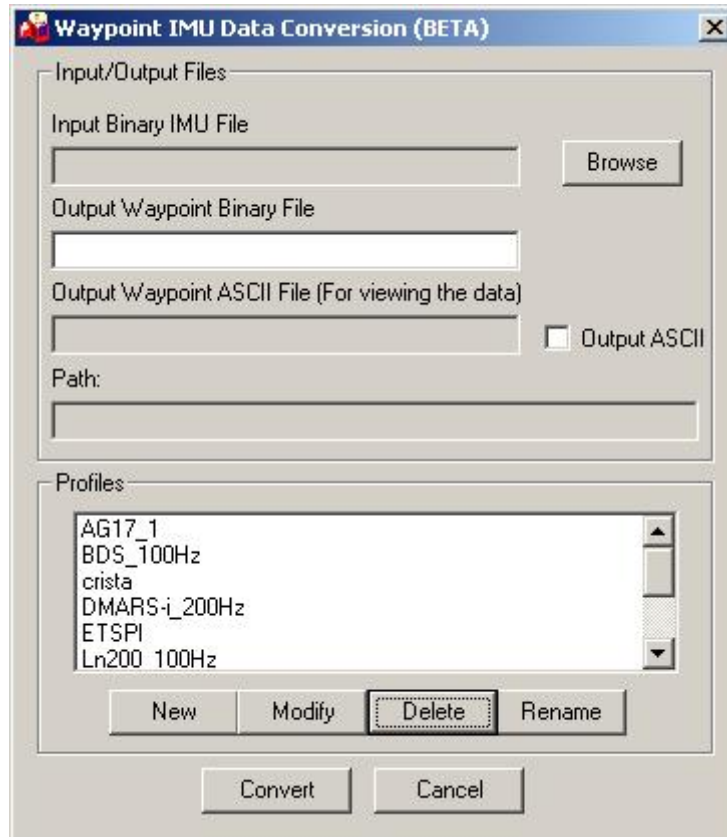 Waypoint IMU Data Conversion (BETA)
Input/Output Files
Input Binary IMU File
Browse
Output Waypoint Binary File
Output Waypoint ASCII File (For viewing the data)
Output ASCII
Path:
Profiles
AG17_1
BDS_100Hz
crista
DMARS-i_200Hz
ETSPI
Ln200_100Hz
New Modify Delete Rename
Convert Cancel